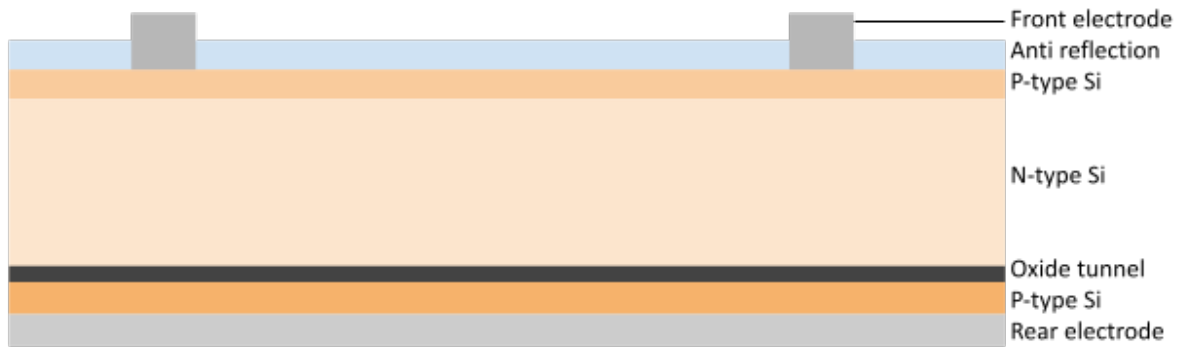 Front electrode
Anti reflection
P-type Si
N-type Si
Oxide tunnel
P-type Si
Rear electrode